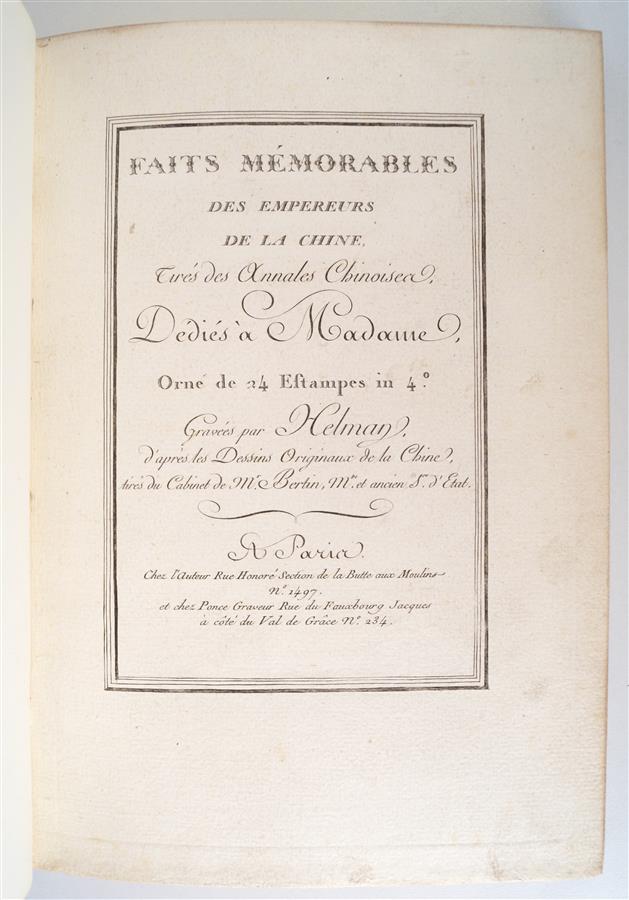 FAITS MÉMORABLES
DES EMPEREURS
DE LA CHINE,
Tirés des Annales Chinoises,
Dediés à Madame,
Orné de 24 Eſtampes in 4.º
Gravées par Helman,
d'après les Dessins Originaux de la Chine,
tirés du Cabinet de Mr. Bertin, Mtre. et ancien S. d'Etat.
A Paris.
Chez l'Auteur Rue Honoré Section de la Butte aux Moulins
Nº. 1497.
et chez Ponce Graveur Rue du Fauxbourg Jacques
à côté du Val de Grâce Nº. 234.